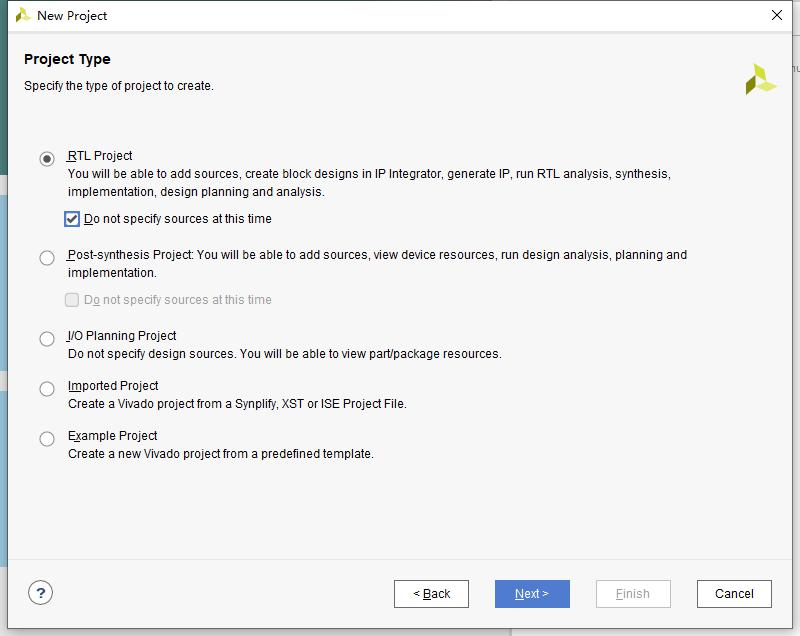 New Project
Project Type
Specify the type of project to create.
RTL Project
You will be able to add sources, create block designs in IP Integrator, generate IP, run RTL analysis, synthesis,
implementation, design planning and analysis.
Do not specify sources at this time
Post-synthesis Project: You will be able to add sources, view device resources, run design analysis, planning and
implementation.
Do not specify sources at this time
I/O Planning Project
Do not specify design sources. You will be able to view part/package resources.
Imported Project
Create a Vivado project from a Synplify, XST or ISE Project File.
Example Project
Create a new Vivado project from a predefined template.
?
< Back
Next >
Finish
Cancel